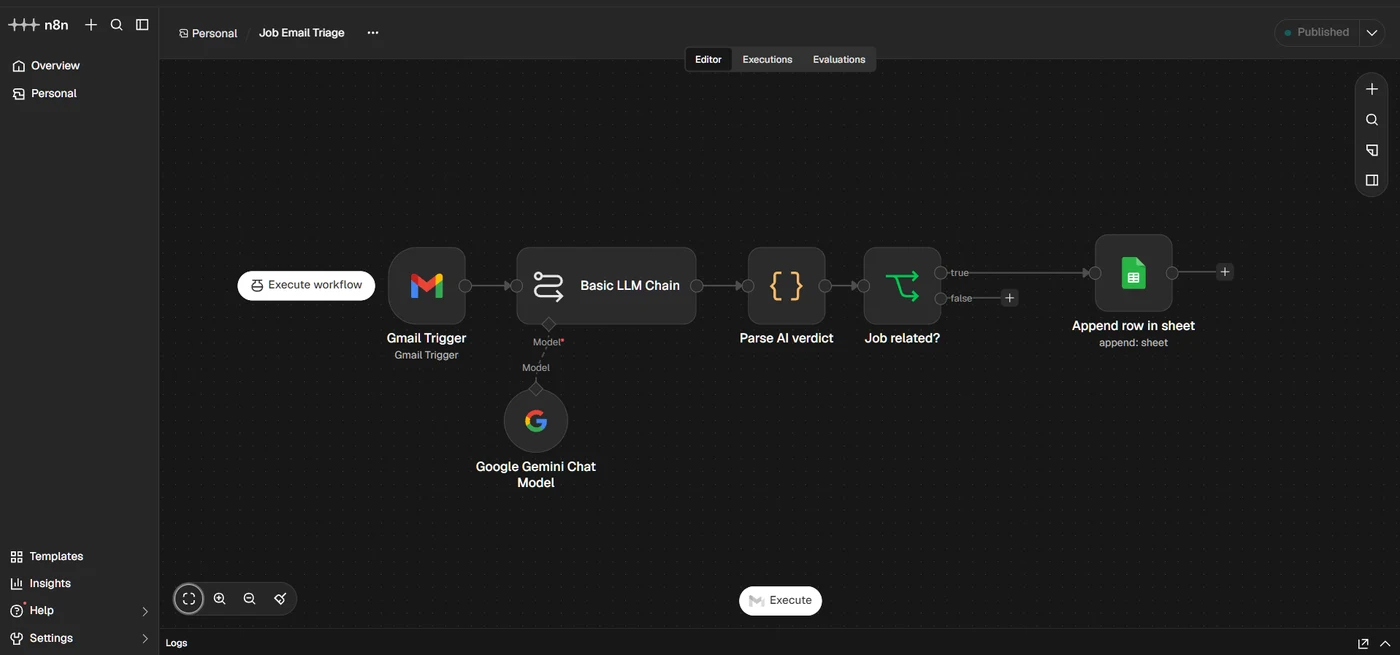 n8n
Personal / Job Email Triage
Published
Editor Executions Evaluations
Overview
Personal
Execute workflow
Basic LLM Chain
{ }
true
false
Gmail Trigger
Gmail Trigger
Model*
Model
Parse AI verdict
Job related?
Append row in sheet
append: sheet
Google Gemini Chat
Model
Templates
Insights
Help
Settings
Execute
Logs